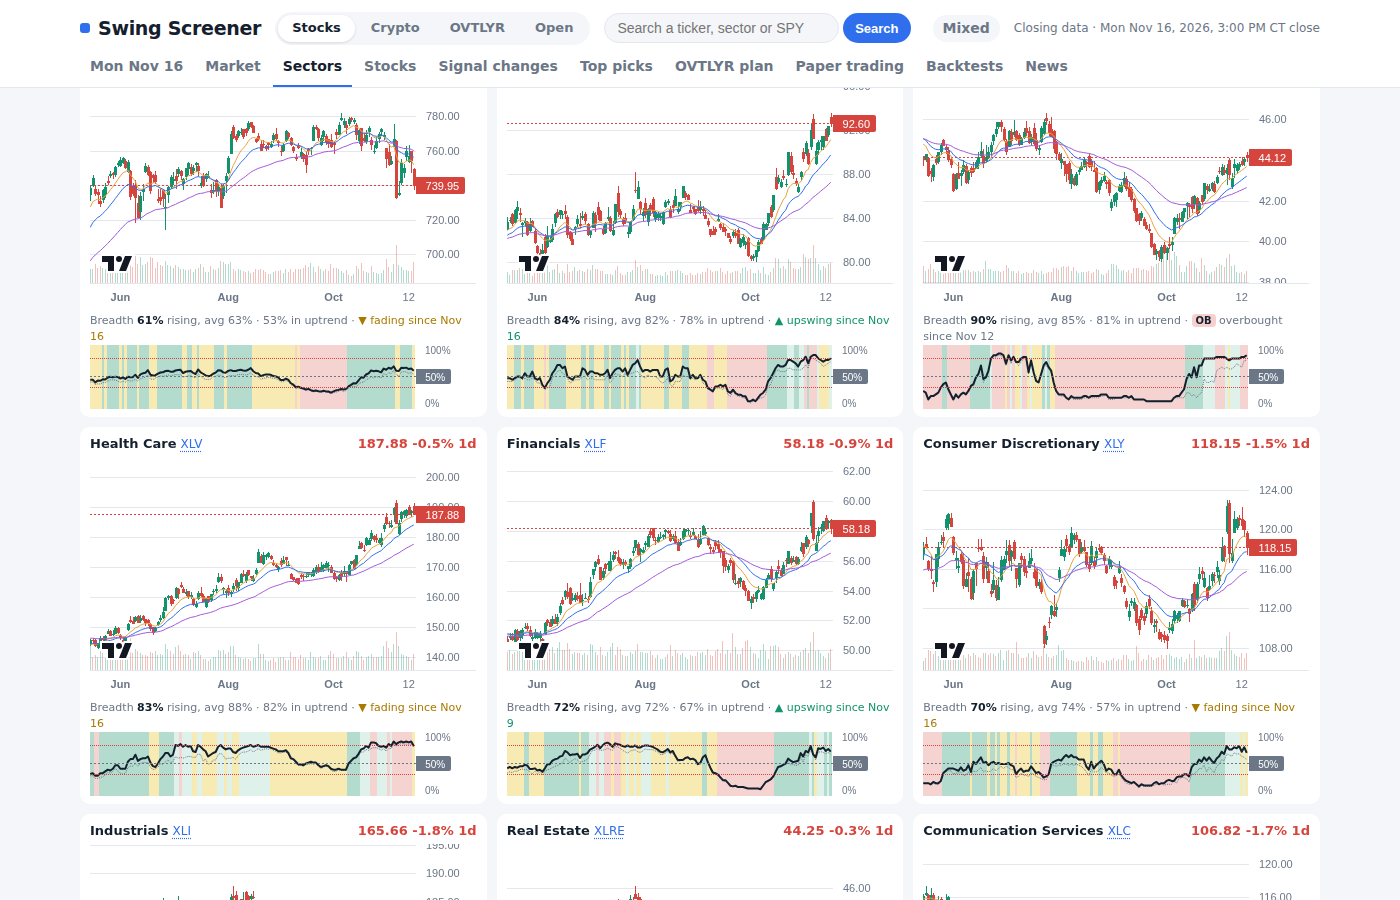 Swing Screener
Stocks Crypto OVTLYR Open
Search a ticker, sector or SPY
Search
Mixed
Closing data · Mon Nov 16, 2026, 3:00 PM CT close
Mon Nov 16 Market Sectors Stocks Signal changes Top picks OVTLYR plan Paper trading Backtests News
780.00
760.00
739.95
720.00
700.00
Jun Aug Oct 12
Breadth 61% rising, avg 63% · 53% in uptrend · ▼ fading since Nov
16
100%
50%
0%
92.60
88.00
84.00
80.00
Jun Aug Oct 12
Breadth 84% rising, avg 82% · 78% in uptrend · ▲ upswing since Nov
16
100%
50%
0%
46.00
44.12
42.00
40.00
38.00
Jun Aug Oct 12
Breadth 90% rising, avg 85% · 81% in uptrend · OB overbought
since Nov 12
100%
50%
0%
Health Care XLV 187.88 -0.5% 1d
200.00
187.88
180.00
170.00
160.00
150.00
140.00
Jun Aug Oct 12
Breadth 83% rising, avg 88% · 82% in uptrend · ▼ fading since Nov
16
100%
50%
0%
Financials XLF 58.18 -0.9% 1d
62.00
60.00
58.18
56.00
54.00
52.00
50.00
Jun Aug Oct 12
Breadth 72% rising, avg 72% · 67% in uptrend · ▲ upswing since Nov
9
100%
50%
0%
Consumer Discretionary XLY 118.15 -1.5% 1d
124.00
120.00
118.15
116.00
112.00
108.00
Jun Aug Oct 12
Breadth 70% rising, avg 74% · 57% in uptrend · ▼ fading since Nov
16
100%
50%
0%
Industrials XLI 165.66 -1.8% 1d
195.00
190.00
Real Estate XLRE 44.25 -0.3% 1d
46.00
Communication Services XLC 106.82 -1.7% 1d
120.00
116.00